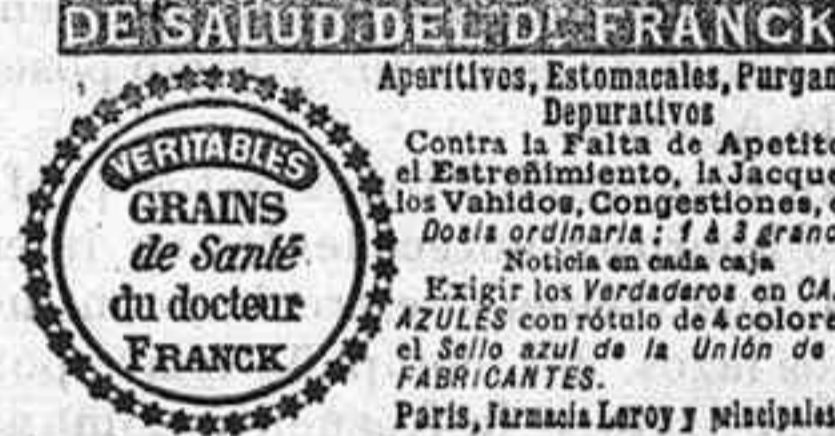 DE SALUD DEL Dr. FRANCK
VERITABLES
GRAINS
de Santé
du docteur
FRANCK
Aperitivos, Estomacales, Purgan
Depurativos
Contra la Falta de Apetito
el Estreñimiento, la Jacque
los Vahidos, Congestiones,
Dosis ordinaria : 1 à 3 grano
Noticia en cada caja
Exigir los Verdaderos en CA
AZULES con rótulo de 4 colore
el Sello azul de la Unión de
FABRICANTES.
Paris, Farmacia Leroy y principales